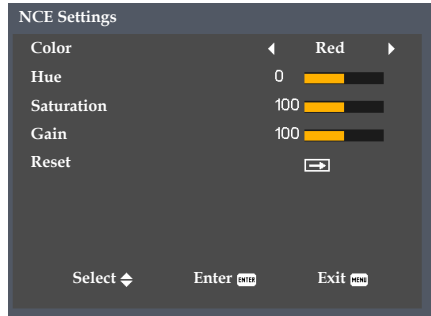 NCE Settings
Color Red
Hue 0
Saturation 100
Gain 100
Reset
Select Enter ENTER Exit MENU